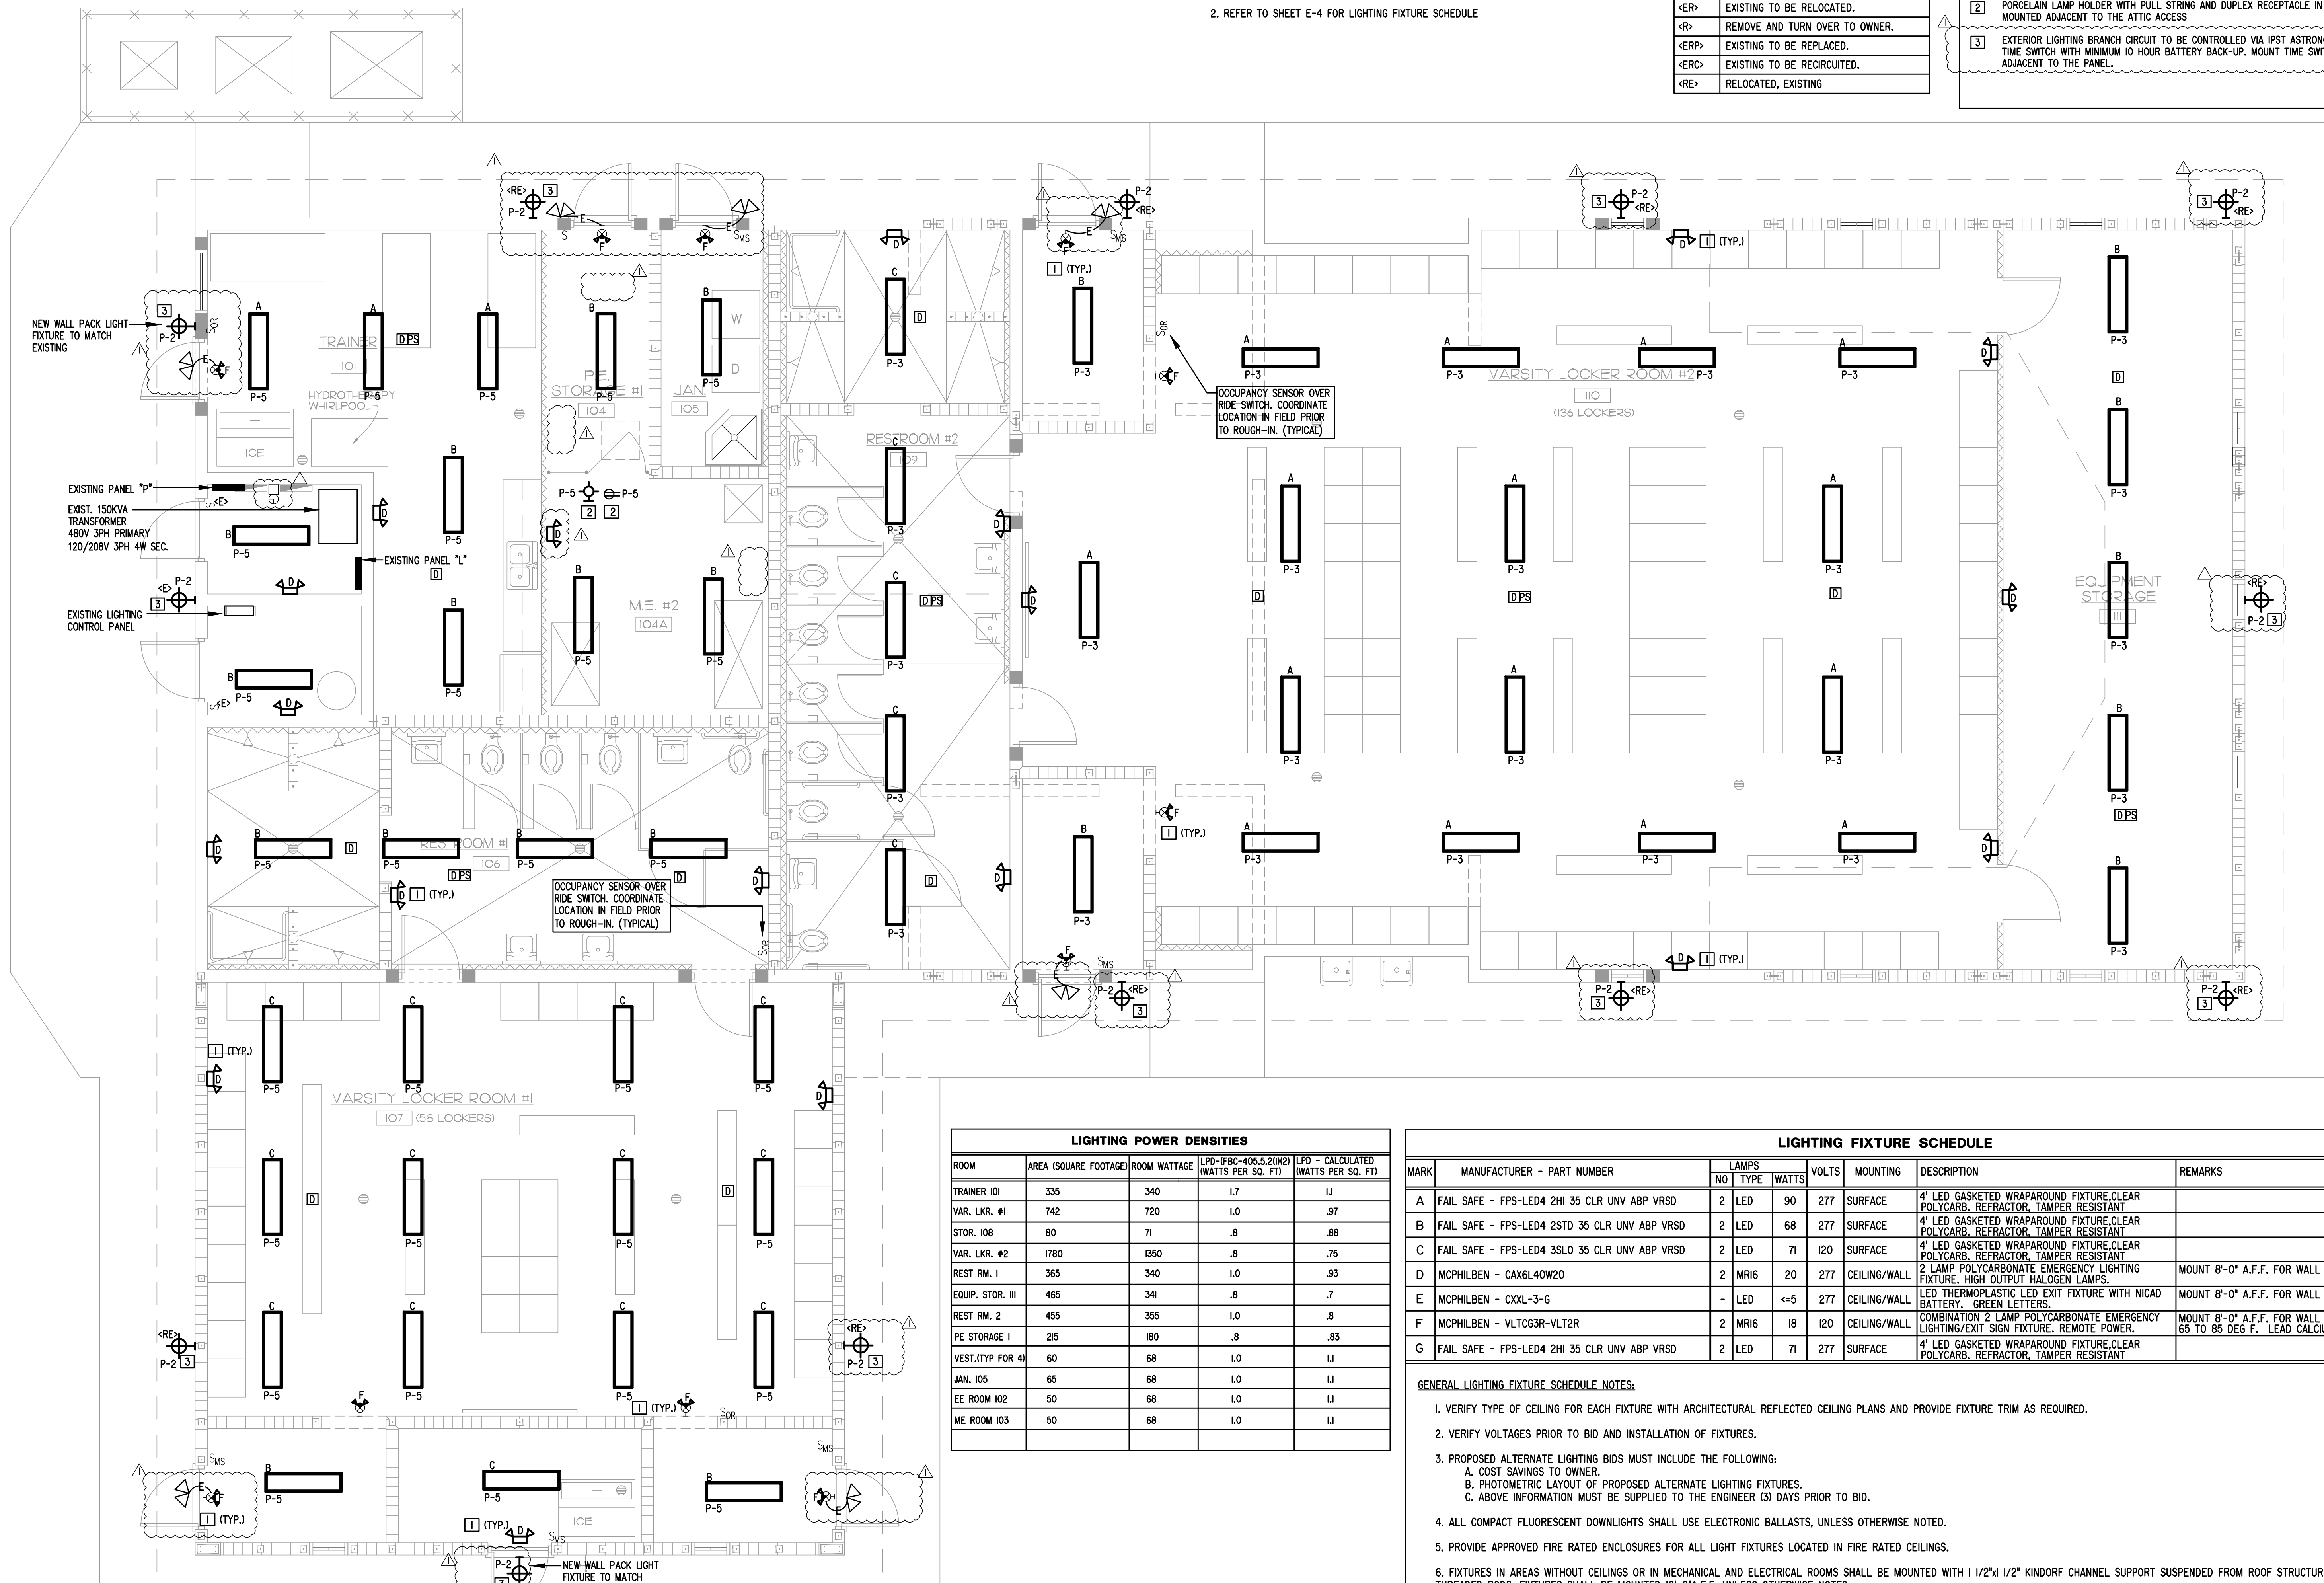 2. REFER TO SHEET E-4 FOR LIGHTING FIXTURE SCHEDULE
<ER> EXISTING TO BE RELOCATED.
<R> REMOVE AND TURN OVER TO OWNER.
<ERP> EXISTING TO BE REPLACED.
<ERC> EXISTING TO BE RECIRCUITED.
<RE> RELOCATED, EXISTING
2 PORCELAIN LAMP HOLDER WITH PULL STRING AND DUPLEX RECEPTACLE IN
MOUNTED ADJACENT TO THE ATTIC ACCESS
3 EXTERIOR LIGHTING BRANCH CIRCUIT TO BE CONTROLLED VIA IPST
TIME SWITCH WITH MINIMUM 10 HOUR BATTERY BACK-UP. MOUNT TIME
ADJACENT TO THE PANEL.
NEW WALL PACK LIGHT
FIXTURE TO MATCH
EXISTING
TRAINER
101
HYDROTHERAPY
WHIRLPOOL
ICE
P.E.
STORAGE #1
104
JAN.
105
W
D
RESTROOM #2
109
VARSITY LOCKER ROOM #2
110
(136 LOCKERS)
EQUIPMENT
STORAGE
111
OCCUPANCY SENSOR OVER
RIDE SWITCH. COORDINATE
LOCATION IN FIELD PRIOR
TO ROUGH-IN. (TYPICAL)
EXISTING PANEL "P"
EXIST. 150KVA
TRANSFORMER
480V 3PH PRIMARY
120/208V 3PH 4W SEC.
EXISTING PANEL "L"
EXISTING LIGHTING
CONTROL PANEL
M.E. #2
104A
RESTROOM #1
106
OCCUPANCY SENSOR OVER
RIDE SWITCH. COORDINATE
LOCATION IN FIELD PRIOR
TO ROUGH-IN. (TYPICAL)
VARSITY LOCKER ROOM #1
107 (58 LOCKERS)
ICE
NEW WALL PACK LIGHT
FIXTURE TO MATCH
LIGHTING POWER DENSITIES
ROOM AREA (SQUARE FOOTAGE) ROOM WATTAGE LPD-(FBC-405.5.2(1)(2) (WATTS PER SQ. FT) LPD - CALCULATED (WATTS PER SQ. FT)
TRAINER 101 335 340 1.7 1.1
VAR. LKR. #1 742 720 1.0 .97
STOR. 108 80 71 .8 .88
VAR. LKR. #2 1780 1350 .8 .75
REST RM. 1 365 340 1.0 .93
EQUIP. STOR. 111 465 341 .8 .7
REST RM. 2 455 355 1.0 .8
PE STORAGE 1 215 180 .8 .83
VEST.(TYP FOR 4) 60 68 1.0 1.1
JAN. 105 65 68 1.0 1.1
EE ROOM 102 50 68 1.0 1.1
ME ROOM 103 50 68 1.0 1.1
LIGHTING FIXTURE SCHEDULE
MARK MANUFACTURER - PART NUMBER LAMPS NO TYPE WATTS VOLTS MOUNTING DESCRIPTION REMARKS
A FAIL SAFE - FPS-LED4 2HI 35 CLR UNV ABP VRSD 2 LED 90 277 SURFACE 4' LED GASKETED WRAPAROUND FIXTURE,CLEAR POLYCARB. REFRACTOR, TAMPER RESISTANT
B FAIL SAFE - FPS-LED4 2STD 35 CLR UNV ABP VRSD 2 LED 68 277 SURFACE 4' LED GASKETED WRAPAROUND FIXTURE,CLEAR POLYCARB. REFRACTOR, TAMPER RESISTANT
C FAIL SAFE - FPS-LED4 3SLO 35 CLR UNV ABP VRSD 2 LED 71 120 SURFACE 4' LED GASKETED WRAPAROUND FIXTURE,CLEAR POLYCARB. REFRACTOR, TAMPER RESISTANT
D MCPHILBEN - CAX6L40W20 2 MR16 20 277 CEILING/WALL 2 LAMP POLYCARBONATE EMERGENCY LIGHTING FIXTURE. HIGH OUTPUT HALOGEN LAMPS. MOUNT 8'-0" A.F.F. FOR WALL
E MCPHILBEN - CXXL-3-G - LED <=5 277 CEILING/WALL LED THERMOPLASTIC LED EXIT FIXTURE WITH NICAD BATTERY. GREEN LETTERS. MOUNT 8'-0" A.F.F. FOR WALL
F MCPHILBEN - VLTCG3R-VLT2R 2 MR16 18 120 CEILING/WALL COMBINATION 2 LAMP POLYCARBONATE EMERGENCY LIGHTING/EXIT SIGN FIXTURE. REMOTE POWER. MOUNT 8'-0" A.F.F. FOR WALL 65 TO 85 DEG F. LEAD
G FAIL SAFE - FPS-LED4 2HI 35 CLR UNV ABP VRSD 2 LED 71 277 SURFACE 4' LED GASKETED WRAPAROUND FIXTURE,CLEAR POLYCARB. REFRACTOR, TAMPER RESISTANT
GENERAL LIGHTING FIXTURE SCHEDULE NOTES:
1. VERIFY TYPE OF CEILING FOR EACH FIXTURE WITH ARCHITECTURAL REFLECTED CEILING PLANS AND PROVIDE FIXTURE TRIM AS REQUIRED.
2. VERIFY VOLTAGES PRIOR TO BID AND INSTALLATION OF FIXTURES.
3. PROPOSED ALTERNATE LIGHTING BIDS MUST INCLUDE THE FOLLOWING:
A. COST SAVINGS TO OWNER.
B. PHOTOMETRIC LAYOUT OF PROPOSED ALTERNATE LIGHTING FIXTURES.
C. ABOVE INFORMATION MUST BE SUPPLIED TO THE ENGINEER (3) DAYS PRIOR TO BID.
4. ALL COMPACT FLUORESCENT DOWNLIGHTS SHALL USE ELECTRONIC BALLASTS, UNLESS OTHERWISE NOTED.
5. PROVIDE APPROVED FIRE RATED ENCLOSURES FOR ALL LIGHT FIXTURES LOCATED IN FIRE RATED CEILINGS.
6. FIXTURES IN AREAS WITHOUT CEILINGS OR IN MECHANICAL AND ELECTRICAL ROOMS SHALL BE MOUNTED WITH 1 1/2"x1 1/2" KINDORF CHANNEL SUPPORT SUSPENDED FROM ROOF